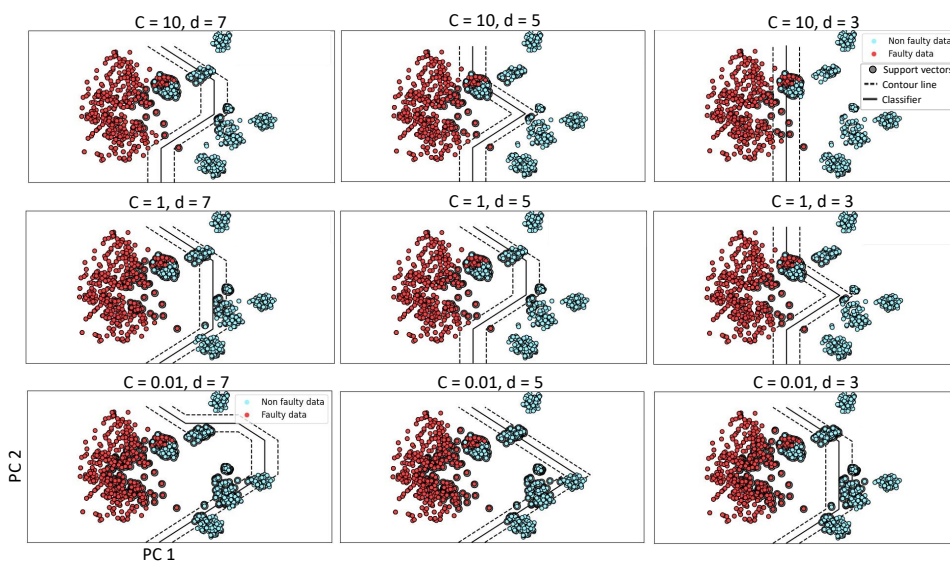 C = 10, d = 7
C = 10, d = 5
C = 10, d = 3
Non faulty data
Faulty data
Support vectors
Contour line
Classifier
C = 1, d = 7
C = 1, d = 5
C = 1, d = 3
C = 0.01, d = 7
C = 0.01, d = 5
C = 0.01, d = 3
Non faulty data
Faulty data
PC 2
PC 1